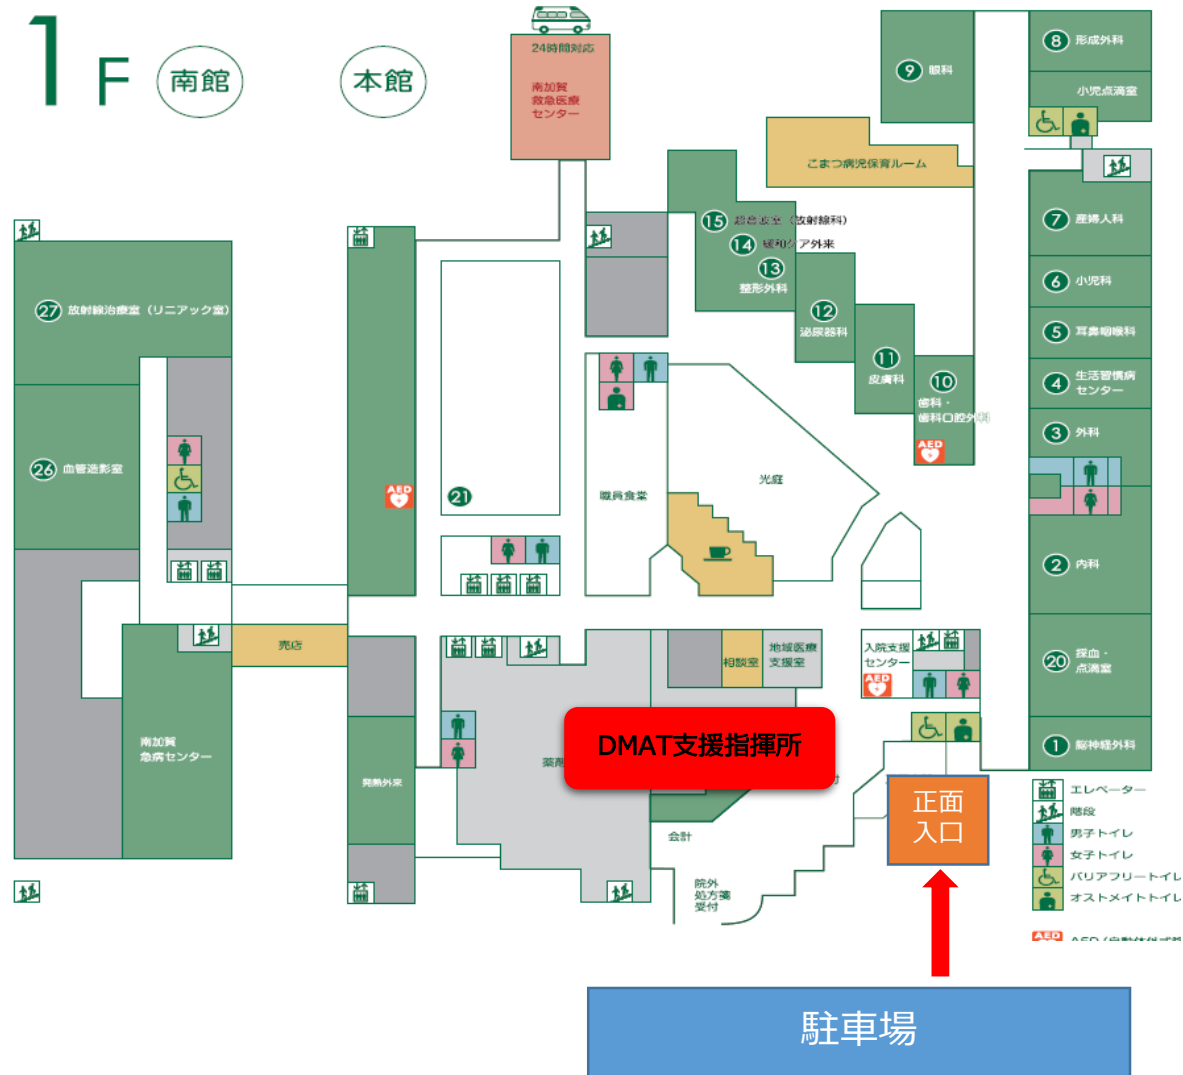 1F
南館
本館
24時間対応
南加賀
救急医療
センター
9 眼科
8 形成外科
小児点滴室
こまつ病児保育ルーム
7 産婦人科
15 超音波室（放射線科）
14 緩和ケア外来
13
整形外科
6 小児科
27 放射線治療室（リニアック室）
12
泌尿器科
5 耳鼻咽喉科
11
皮膚科
10
歯科・
歯科口腔外科
4 生活習慣病
センター
3 外科
AED
26 血管造影室
AED
21
職員食堂
光庭
2 内科
売店
相談室
地域医療
支援室
入院支援
センター
AED
20 採血・
点滴室
南加賀
急病センター
発熱外来
薬剤
DMAT支援指揮所
付
1 脳神経外科
正面
入口
会計
院外
処方箋
受付
エレベーター
階段
男子トイレ
女子トイレ
バリアフリートイレ
オストメイトトイレ
AED
駐車場